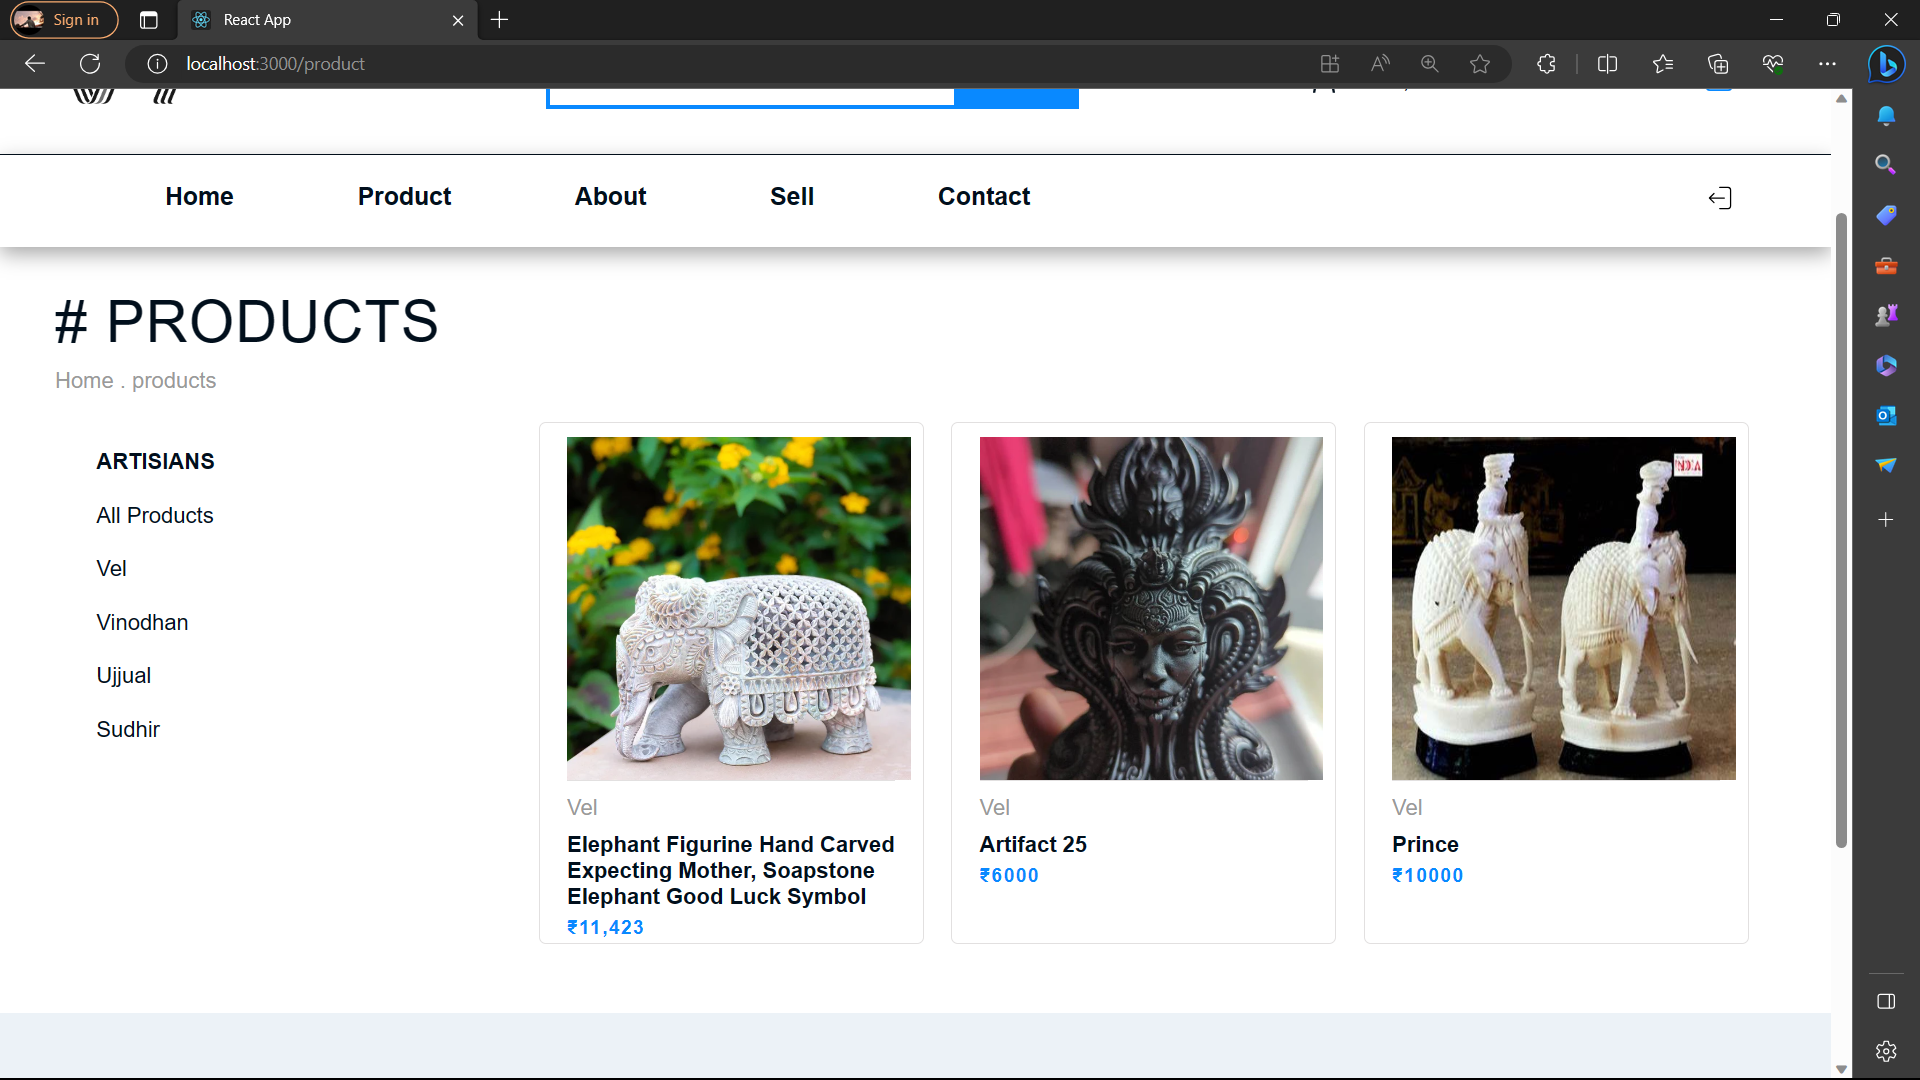 Sign in
React App
localhost:3000/product
Home Product About Sell Contact
# PRODUCTS
Home . products
ARTISIANS
All Products
Vel
Vinodhan
Ujjual
Sudhir
INDIA
Vel
Elephant Figurine Hand Carved
Expecting Mother, Soapstone
Elephant Good Luck Symbol
₹11,423
Vel
Artifact 25
₹6000
Vel
Prince
₹10000